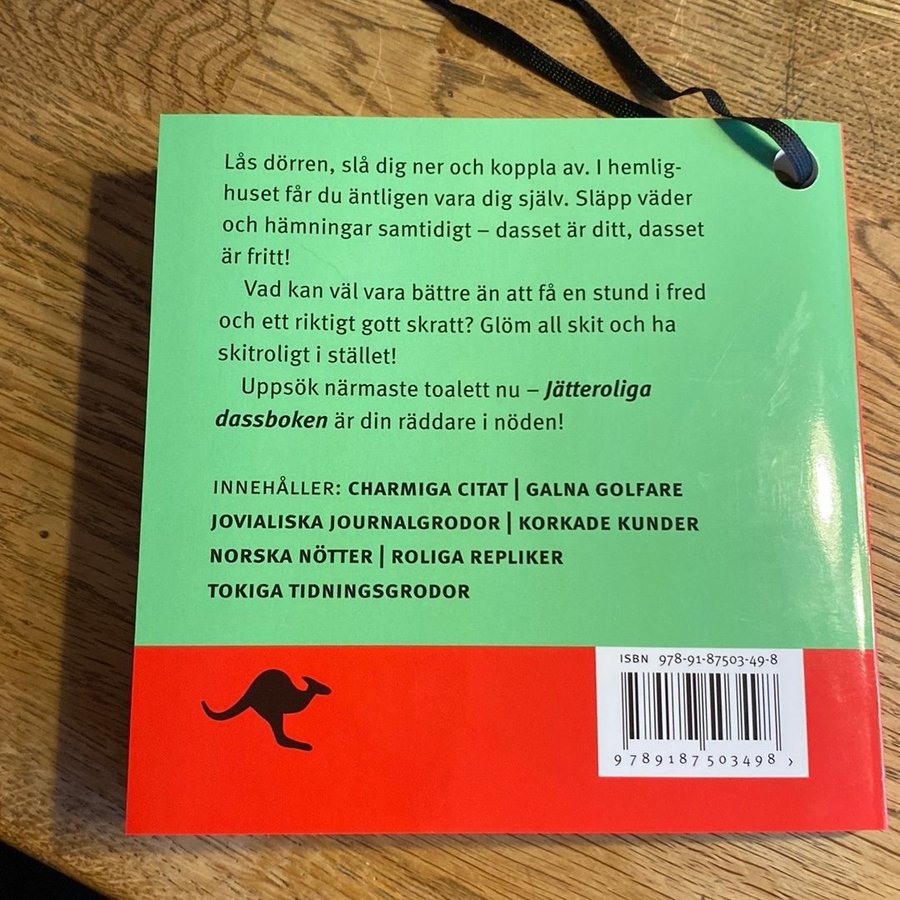 Lås dörren, slå dig ner och koppla av. I hemlig-
huset får du äntligen vara dig själv. Släpp väder
och hämningar samtidigt – dasset är ditt, dasset
är fritt!
Vad kan väl vara bättre än att få en stund i fred
och ett riktigt gott skratt? Glöm all skit och ha
skitroligt i stället!
Uppsök närmaste toalett nu – Jätteroliga
dassboken är din räddare i nöden!
INNEHÅLLER: CHARMIGA CITAT | GALNA GOLFARE
JOVIALISKA JOURNALGRODOR | KORKADE KUNDER
NORSKA NÖTTER | ROLIGA REPLIKER
TOKIGA TIDNINGSGRODOR
ISBN 978-91-87503-49-8
9 789187 503498 >